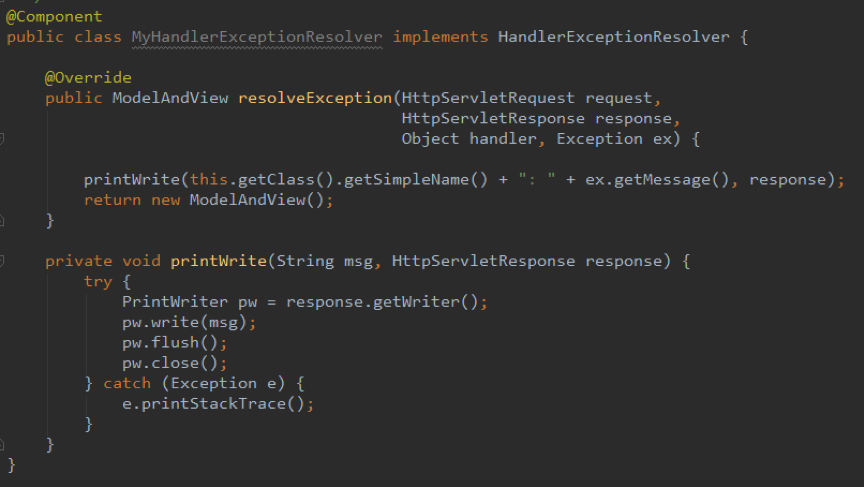 @Component
public class MyHandlerExceptionResolver implements HandlerExceptionResolver {
@Override
public ModelAndView resolveException(HttpServletRequest request,
HttpServletResponse response,
Object handler, Exception ex) {
printWrite(this.getClass().getSimpleName() + ": " + ex.getMessage(), response);
return new ModelAndView();
}
private void printWrite(String msg, HttpServletResponse response) {
try {
PrintWriter pw = response.getWriter();
pw.write(msg);
pw.flush();
pw.close();
} catch (Exception e) {
e.printStackTrace();
}
}
}